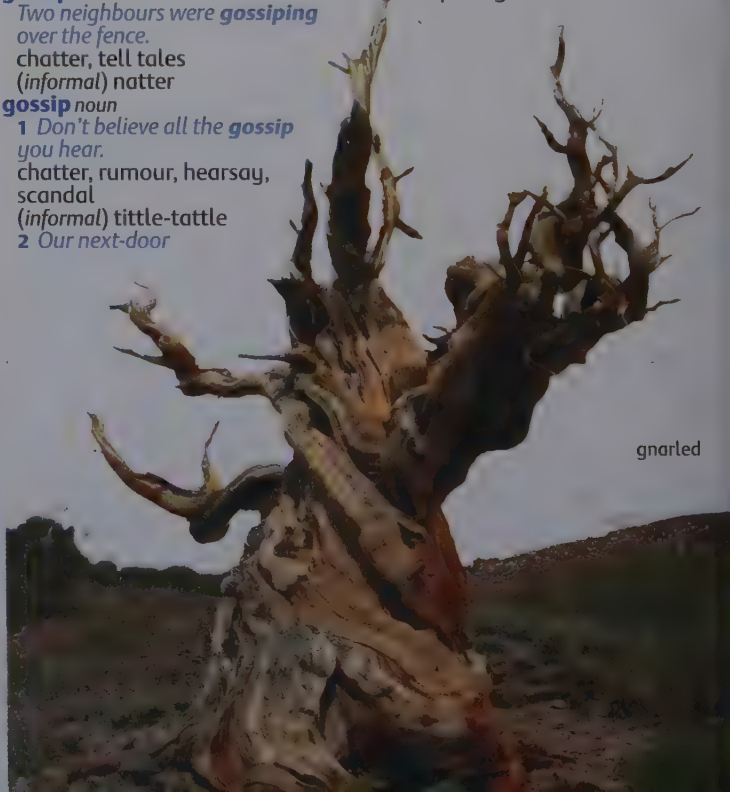 Two neighbours were gossiping
over the fence.
chatter, tell tales
(informal) natter
gossip noun
1 Don't believe all the gossip
you hear.
chatter, rumour, hearsay,
scandal
(informal) tittle-tattle
2 Our next-door
gnarled